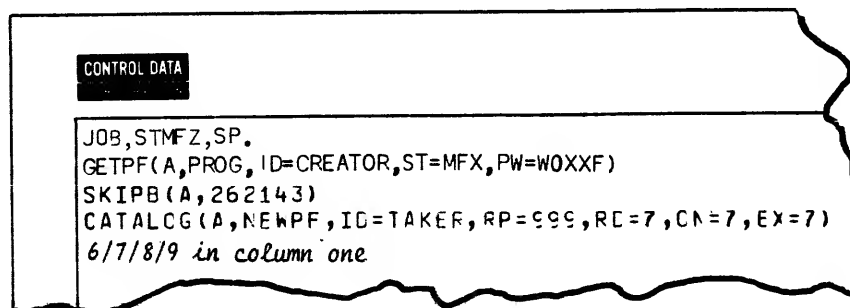 CONTROL DATA
JOB,STMFZ,SP.
GETPF(A,PROG,ID=CREATOR,ST=MFX,PW=WOXXF)
SKIPB(A,262143)
CATALOG(A,NEWPF,ID=TAKER,RP=999,RD=7,CN=7,EX=7)
6/7/8/9 in column one